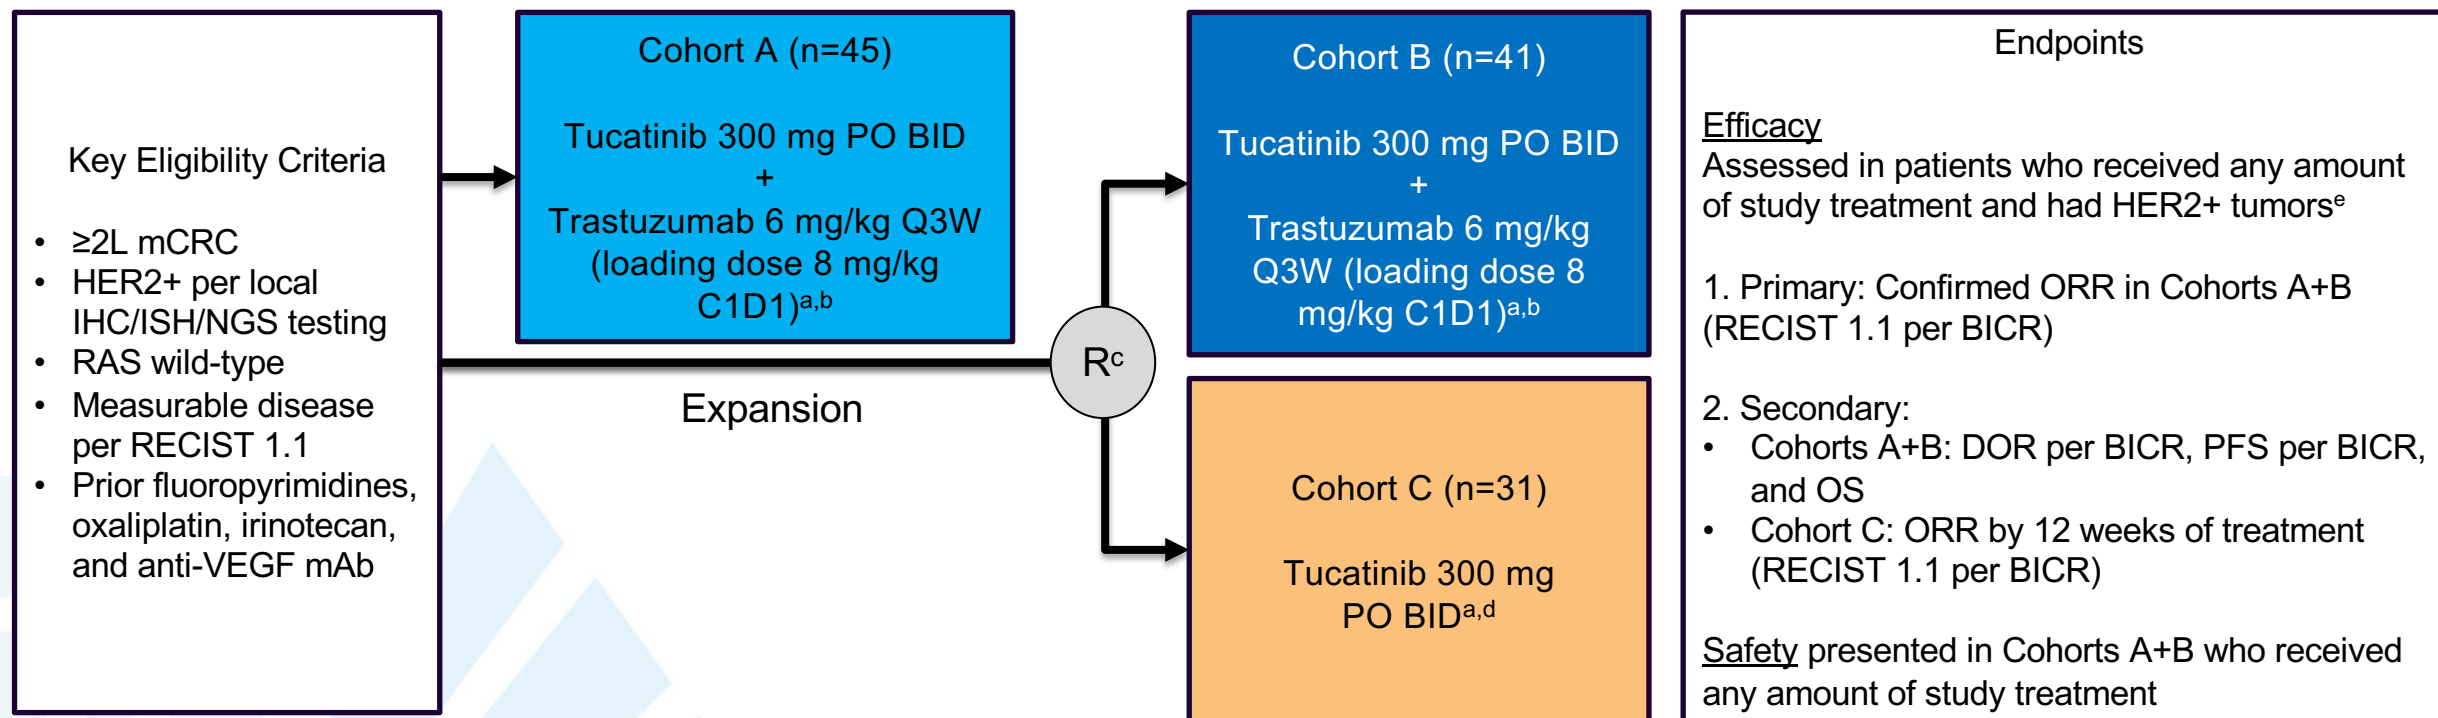 Key Eligibility Criteria
• ≥2L mCRC
• HER2+ per local
IHC/ISH/NGS testing
• RAS wild-type
• Measurable disease
per RECIST 1.1
• Prior fluoropyrimidines,
oxaliplatin, irinotecan,
and anti-VEGF mAb
Cohort A (n=45)
Tucatinib 300 mg PO BID
+
Trastuzumab 6 mg/kg Q3W
(loading dose 8 mg/kg
C1D1)a,b
Expansion
Rc
Cohort B (n=41)
Tucatinib 300 mg PO BID
+
Trastuzumab 6 mg/kg
Q3W (loading dose 8
mg/kg C1D1)a,b
Cohort C (n=31)
Tucatinib 300 mg
PO BIDa,d
Endpoints
Efficacy
Assessed in patients who received any amount
of study treatment and had HER2+ tumorse
1. Primary: Confirmed ORR in Cohorts A+B
(RECIST 1.1 per BICR)
2. Secondary:
• Cohorts A+B: DOR per BICR, PFS per BICR,
and OS
• Cohort C: ORR by 12 weeks of treatment
(RECIST 1.1 per BICR)
Safety presented in Cohorts A+B who received
any amount of study treatment